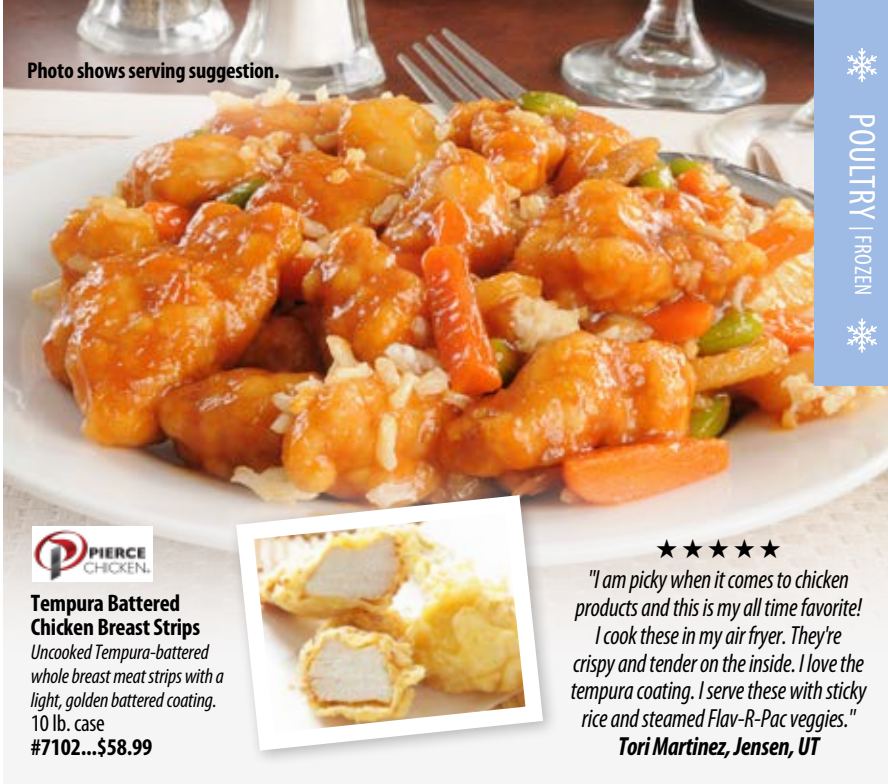 Photo shows serving suggestion.
POULTRY | FROZEN
PIERCE
CHICKEN®
Tempura Battered
Chicken Breast Strips
Uncooked Tempura-battered
whole breast meat strips with a
light, golden battered coating.
10 lb. case
#7102...$58.99
★★★★★
"I am picky when it comes to chicken
products and this is my all time favorite!
I cook these in my air fryer. They're
crispy and tender on the inside. I love the
tempura coating. I serve these with sticky
rice and steamed Flav-R-Pac veggies."
Tori Martinez, Jensen, UT